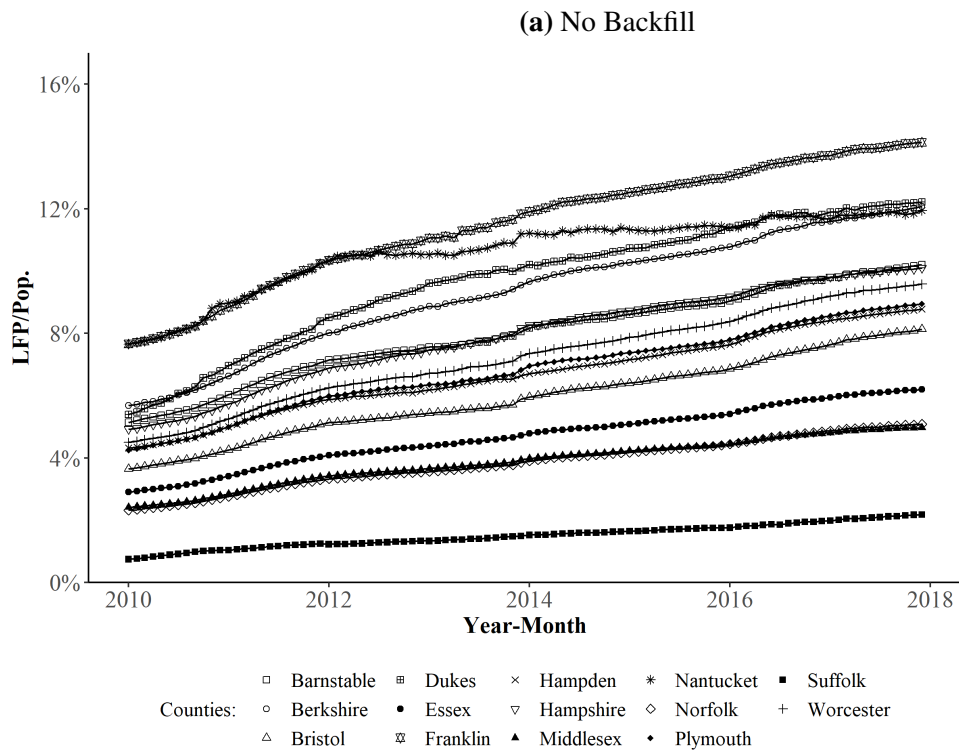 (a) No Backfill
16%
12%
8%
4%
0%
LFP/Pop.
2010 2012 2014 2016 2018
Year-Month
Counties:
Barnstable Dukes Hampden Nantucket Suffolk
Berkshire Essex Hampshire Norfolk Worcester
Bristol Franklin Middlesex Plymouth